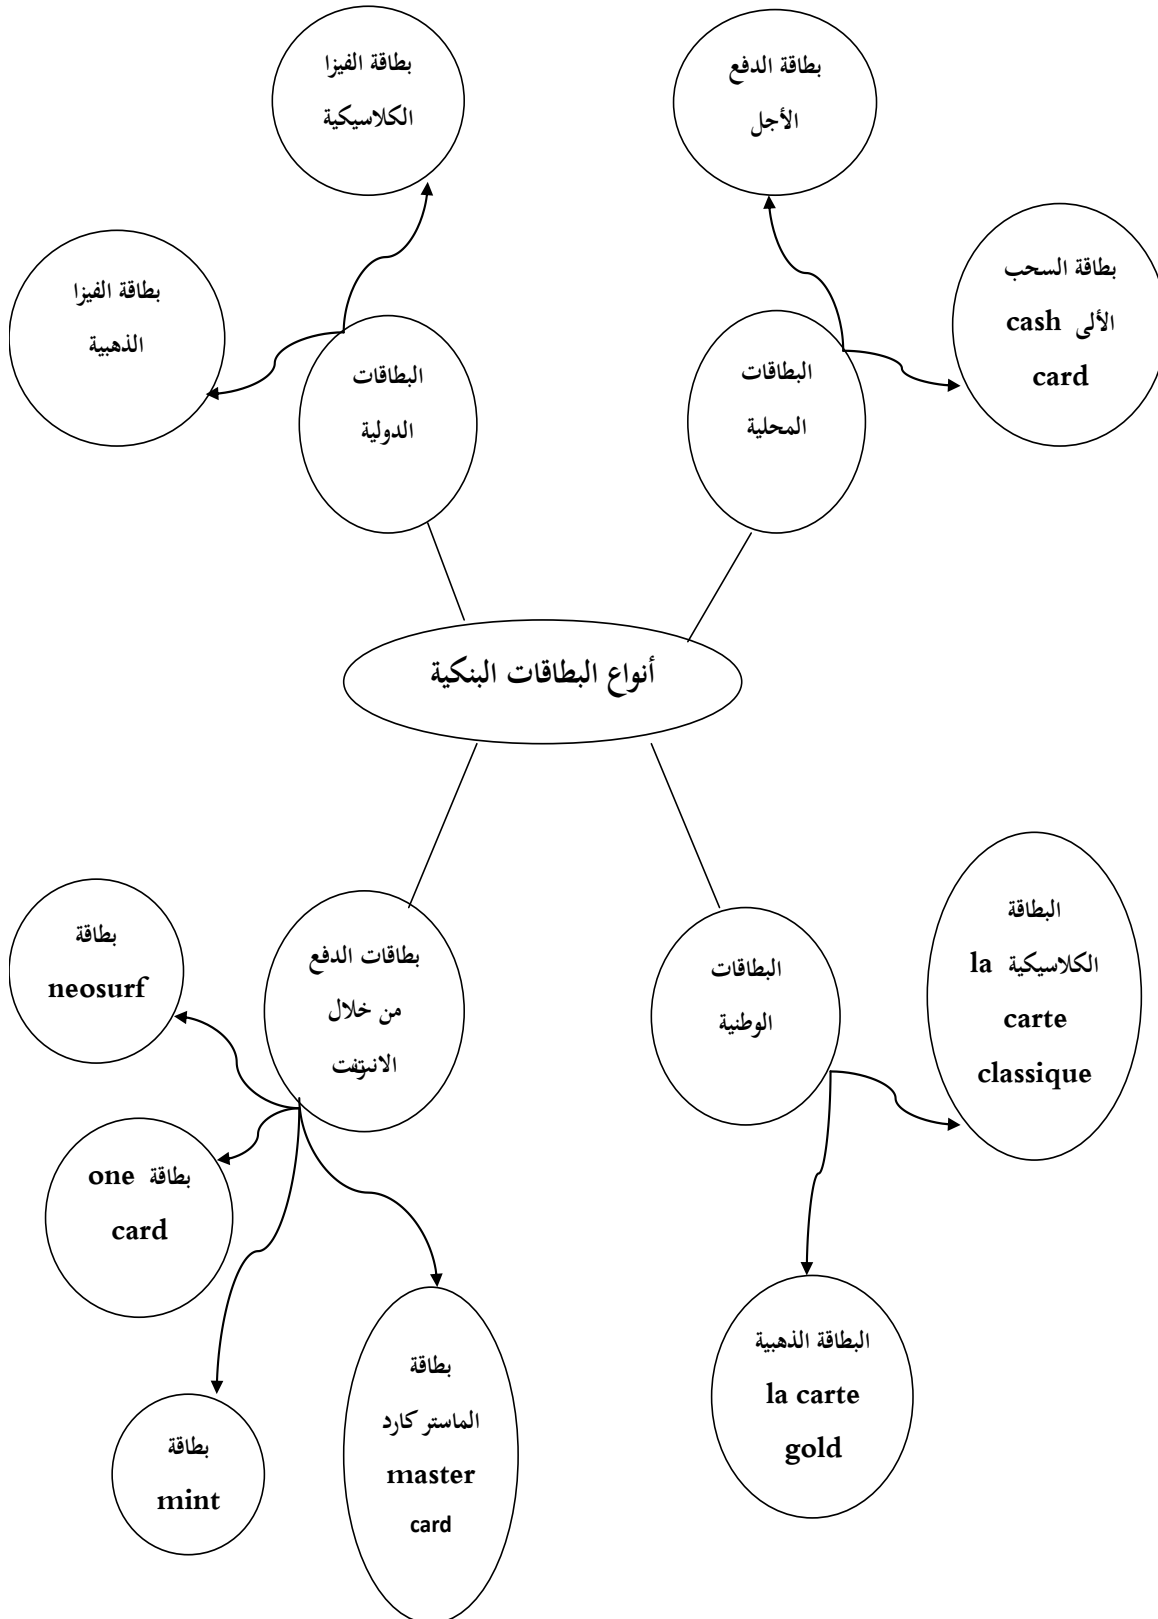 بطاقة الدفع
الأجل
بطاقة الفيزا
الكلاسيكية
بطاقة السحب
الألى cash
card
بطاقة الفيزا
الذهبية
البطاقات
المحلية
البطاقات
الدولية
أنواع البطاقات البنكية
البطاقة
الكلاسيكية la
carte
classique
البطاقات
الوطنية
بطاقات الدفع
من خلال
بطاقة
neosurf
بطاقة one
card
البطاقة الذهبية
la carte
gold
بطاقة
الماستر كارد
master
card
بطاقة
mint